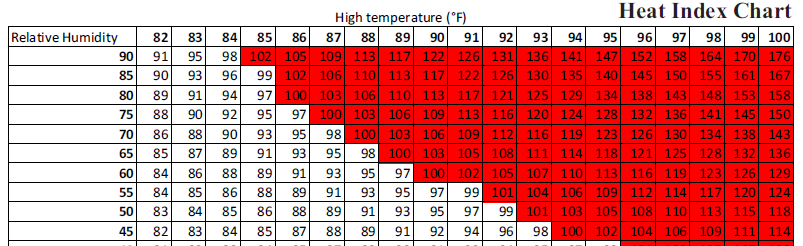 Heat Index Chart
High temperature (°F)
Relative Humidity 82 83 84 85 86 87 88 89 90 91 92 93 94 95 96 97 98 99 100
90 91 95 98 102 105 109 113 117 122 126 131 136 141 147 152 158 164 170 176
85 90 93 96 99 102 106 110 113 117 122 126 130 135 140 145 150 155 161 167
80 89 91 94 97 100 103 106 110 113 117 121 125 129 134 138 143 148 153 158
75 88 90 92 95 97 100 103 106 109 113 116 120 124 128 132 136 141 145 150
70 86 88 90 93 95 98 100 103 106 109 112 116 119 123 126 130 134 138 143
65 85 87 89 91 93 95 98 100 103 105 108 111 114 118 121 125 128 132 136
60 84 86 88 89 91 93 95 97 100 102 105 107 110 113 116 119 123 126 129
55 84 85 86 88 89 91 93 95 97 99 101 104 106 109 112 114 117 120 124
50 83 84 85 86 88 89 91 93 95 97 99 101 103 105 108 110 113 115 118
45 82 83 84 85 87 88 89 91 92 94 96 98 100 102 104 106 109 111 114